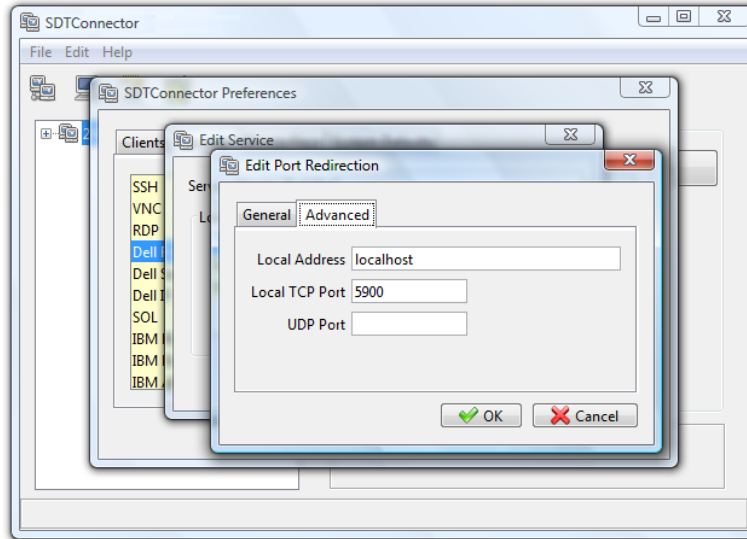 SDTConnector
File Edit Help
SDTConnector Preferences
Clients
Edit Service
Edit Port Redirection
General Advanced
Local Address localhost
Local TCP Port 5900
UDP Port
OK Cancel
SSH
VNC
RDP
Dell
Dell
Dell
SOL
IBM
IBM
IBM